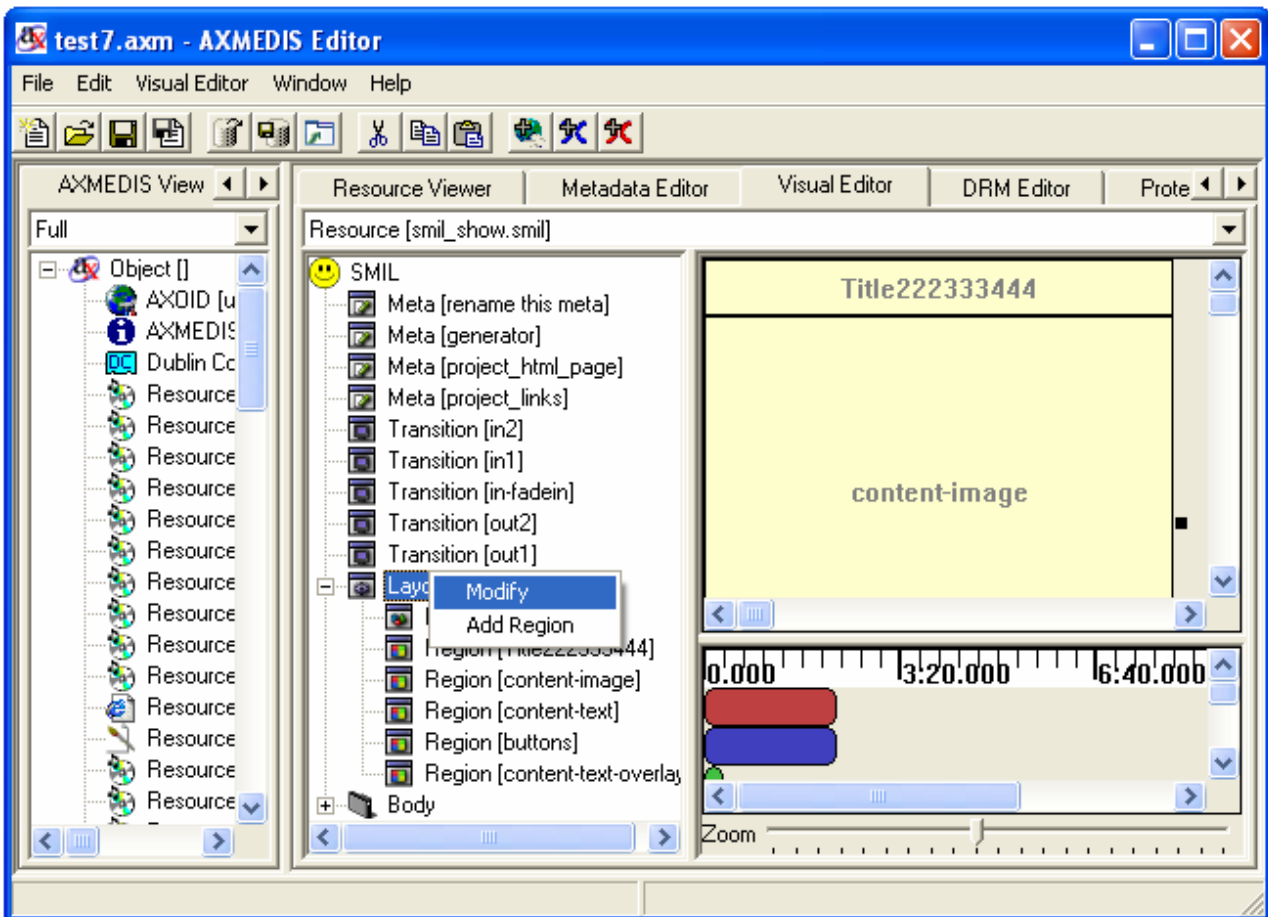 test7.axm - AXMEDIS Editor
File Edit Visual Editor Window Help
AXMEDIS View
Resource Viewer Metadata Editor Visual Editor DRM Editor Prote
Full
Resource [smil_show.smil]
Object []
AXOID [u
AXMEDIS
Dublin Co
Resource
Resource
Resource
Resource
Resource
Resource
Resource
Resource
Resource
Resource
Resource
Resource
Resource
Resource
SMIL
Meta [rename this meta]
Meta [generator]
Meta [project_html_page]
Meta [project_links]
Transition [in2]
Transition [in1]
Transition [in-fadein]
Transition [out2]
Transition [out1]
Layo
Modify
Add Region
Region [Title222333444]
Region [content-image]
Region [content-text]
Region [buttons]
Region [content-text-overlay
Body
Title222333444
content-image
0.000 3:20.000 6:40.000
Zoom